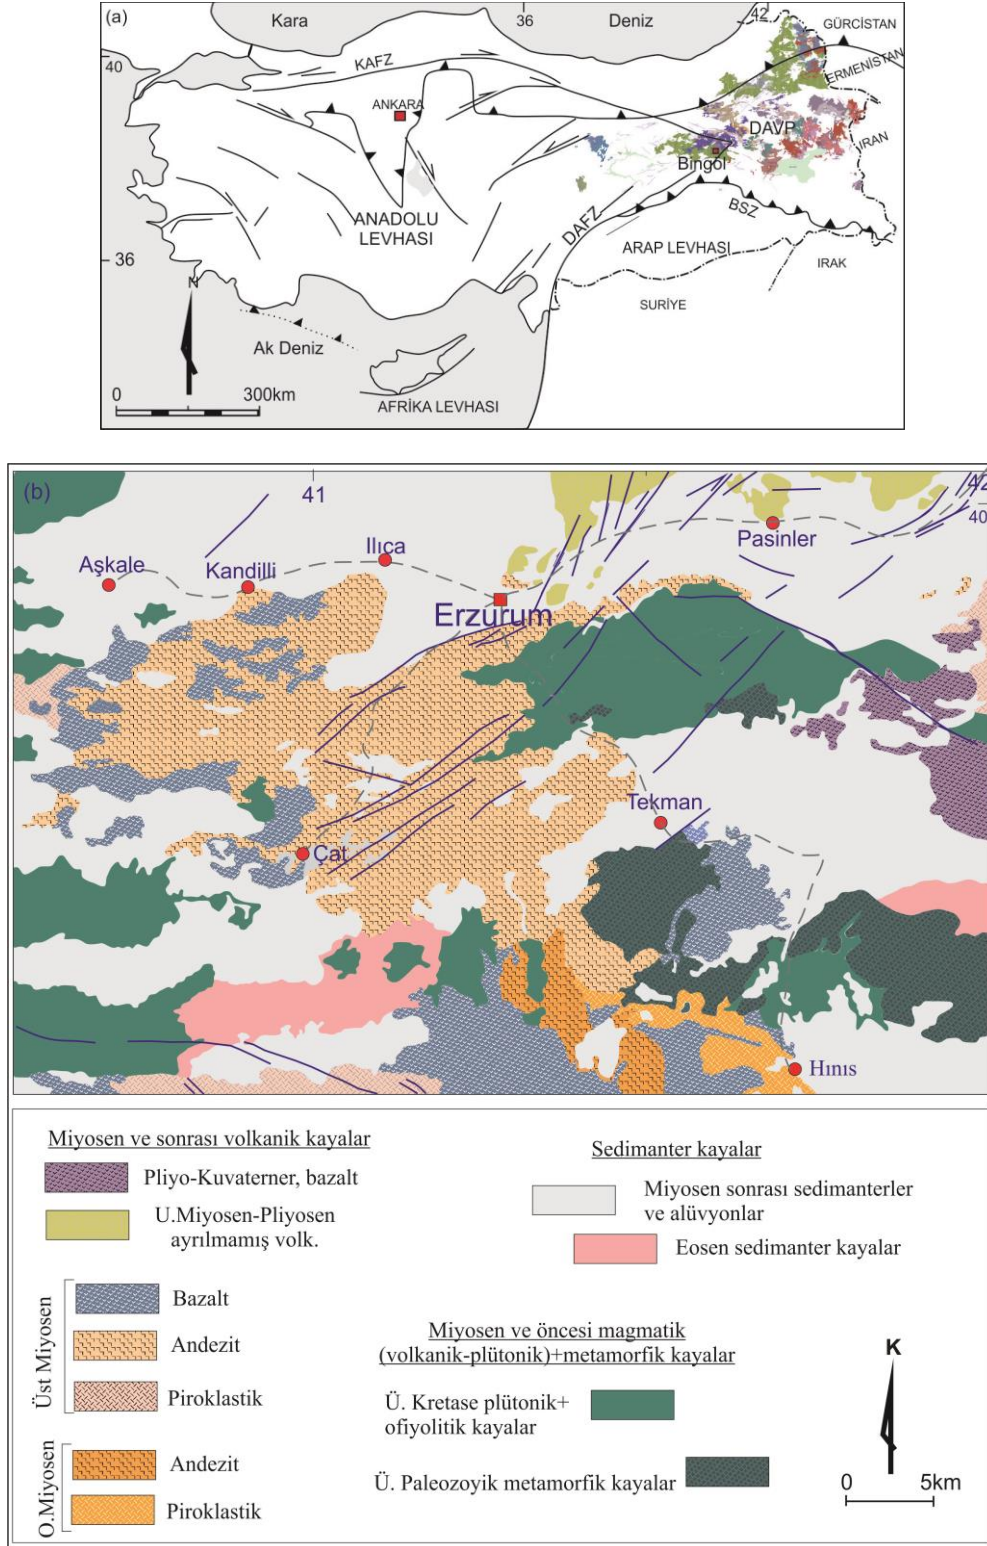 (a)
Kara
36
Deniz
42
GÜRCİSTAN
40
KAFZ
ERMENİSTAN
ANKARA
DAVP
IRAN
Bingöl
ANADOLU
LEVHASI
DAFZ
BSZ
ARAP LEVHASI
36
IRAK
N
SURİYE
Ak Deniz
0 300km
AFRİKA LEVHASI
(b)
41
42
40
Ilıca
Pasinler
Aşkale
Kandilli
Erzurum
Tekman
Çat
Hınıs
Miyosen ve sonrası volkanik kayalar
Pliyo-Kuvaterner, bazalt
U.Miyosen-Pliyosen
ayrılmamış volk.
Üst Miyosen
Bazalt
Andezit
Piroklastik
O.Miyosen
Andezit
Piroklastik
Sedimanter kayalar
Miyosen sonrası sedimanterler
ve alüvyonlar
Eosen sedimanter kayalar
Miyosen ve öncesi magmatik
(volkanik-plütonik)+metamorfik kayalar
Ü. Kretase plütonik+
ofiyolitik kayalar
Ü. Paleozoyik metamorfik kayalar
K
0 5km